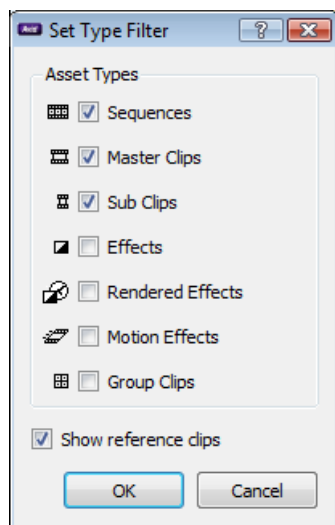 Avid Set Type Filter ?
Asset Types
Sequences
Master Clips
Sub Clips
Effects
Rendered Effects
Motion Effects
Group Clips
Show reference clips
OK Cancel